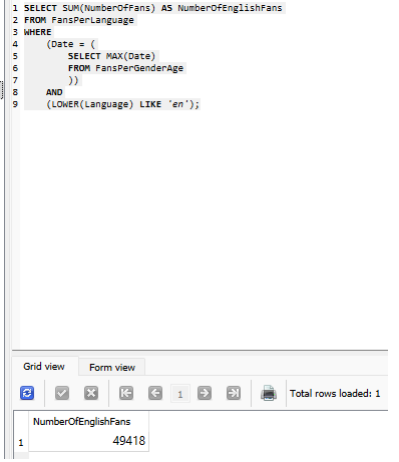 1 SELECT SUM(NumberOfFans) AS NumberOfEnglishFans
2 FROM FansPerLanguage
3 WHERE
4 (Date = (
5 SELECT MAX(Date)
6 FROM FansPerGenderAge
7 ))
8 AND
9 (LOWER(Language) LIKE 'en');
Grid view Form view
1 Total rows loaded: 1
NumberOfEnglishFans
1 49418